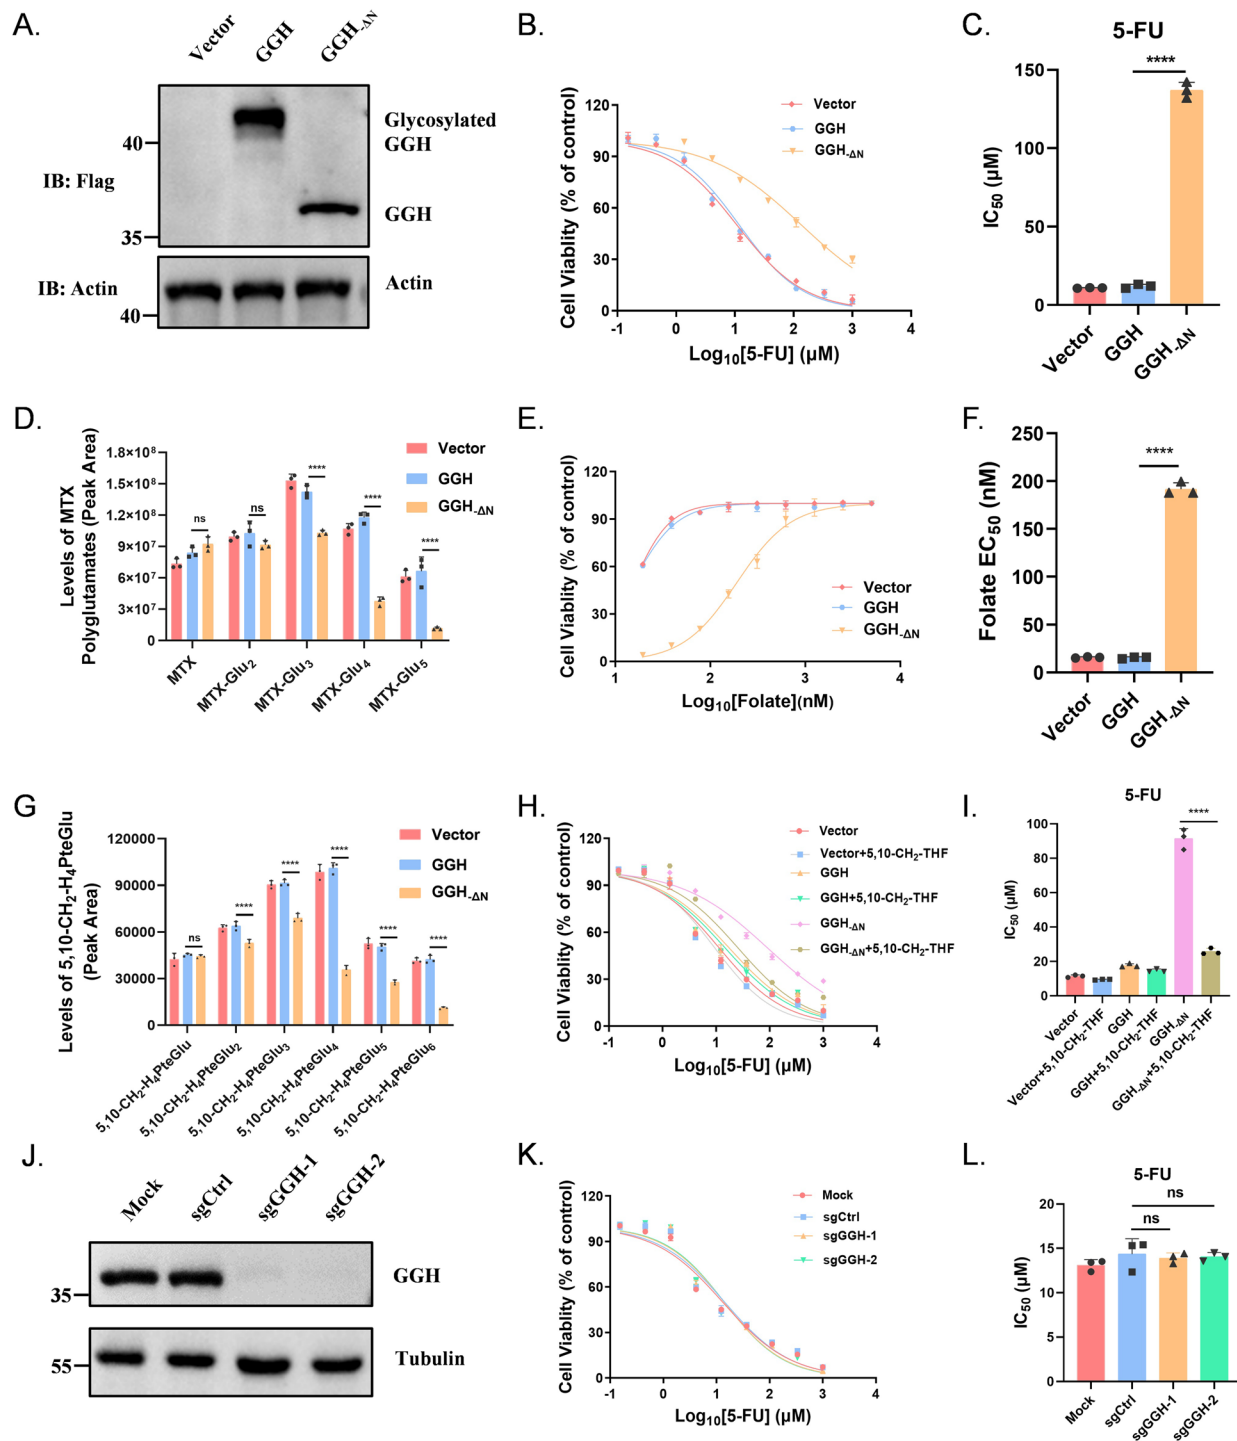 A.
Vector
GGH
GGH-ΔN
40
35
IB: Flag
Glycosylated
GGH
GGH
IB: Actin
Actin
40
B.
Cell Viablity (% of control)
120
90
60
30
0
-1 0 1 2 3 4
Log10[5-FU] (μM)
Vector
GGH
GGH-ΔN
C.
5-FU
****
IC50 (μM)
150
100
50
0
Vector
GGH
GGH-ΔN
D.
Levels of MTX
Polyglutamates (Peak Area)
1.8×10⁸
1.5×10⁸
1.2×10⁸
9×10⁷
6×10⁷
3×10⁷
0
ns
ns
****
****
****
Vector
GGH
GGH-ΔN
MTX
MTX-Glu2
MTX-Glu3
MTX-Glu4
MTX-Glu5
E.
Cell Viablity (% of control)
120
90
60
30
0
1 2 3 4
Log10[Folate](nM)
Vector
GGH
GGH-ΔN
F.
Folate EC50 (nM)
250
200
150
100
50
0
****
Vector
GGH
GGH-ΔN
G
Levels of 5,10-CH2-H4PteGlu
(Peak Area)
120000
90000
60000
30000
0
ns
****
****
****
****
****
Vector
GGH
GGH-ΔN
5,10-CH2-H4PteGlu
5,10-CH2-H4PteGlu2
5,10-CH2-H4PteGlu3
5,10-CH2-H4PteGlu4
5,10-CH2-H4PteGlu5
5,10-CH2-H4PteGlu6
H.
Cell Viablity (% of control)
120
90
60
30
0
-1 0 1 2 3 4
Log10[5-FU] (μM)
Vector
Vector+5,10-CH2-THF
GGH
GGH+5,10-CH2-THF
GGH-ΔN
GGH-ΔN+5,10-CH2-THF
I.
5-FU
****
IC50 (μM)
100
80
60
40
20
0
Vector
Vector+5,10-CH2-THF
GGH
GGH+5,10-CH2-THF
GGH-ΔN
GGH-ΔN+5,10-CH2-THF
J.
Mock
sgCtrl
sgGGH-1
sgGGH-2
35
GGH
55
Tubulin
K.
Cell Viablity (% of control)
120
90
60
30
0
-1 0 1 2 3 4
Log10[5-FU] (μM)
Mock
sgCtrl
sgGGH-1
sgGGH-2
L.
5-FU
ns
ns
IC50 (μM)
20
15
10
5
0
Mock
sgCtrl
sgGGH-1
sgGGH-2